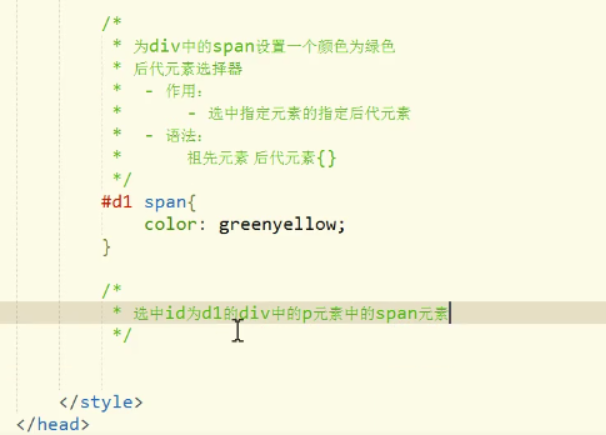 /*
* 为div中的span设置一个颜色为绿色
* 后代元素选择器
* - 作用：
* - 选中指定元素的指定后代元素
* - 语法：
* 祖先元素 后代元素{}
*/
#d1 span{
color: greenyellow;
}
/*
* 选中id为d1的div中的p元素中的span元素
*/
</style>
</head>